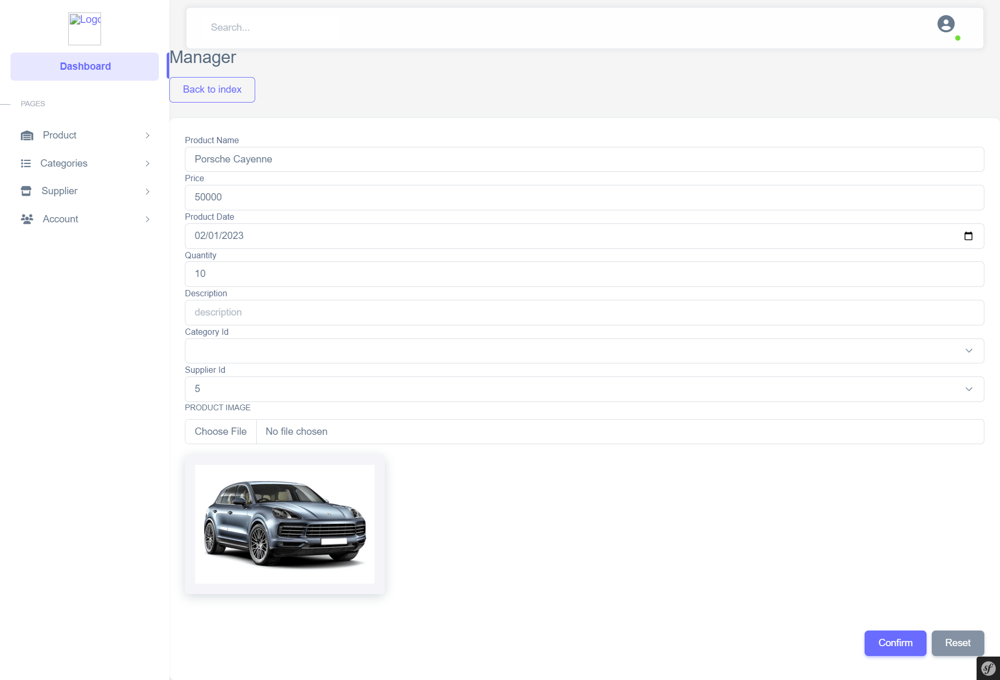 Logo
Search...
Manager
Dashboard
Back to index
PAGES
Product
Categories
Supplier
Account
Product Name
Porsche Cayenne
Price
50000
Product Date
02/01/2023
Quantity
10
Description
description
Category Id
Supplier Id
5
PRODUCT IMAGE
Choose File No file chosen
Confirm Reset
sf